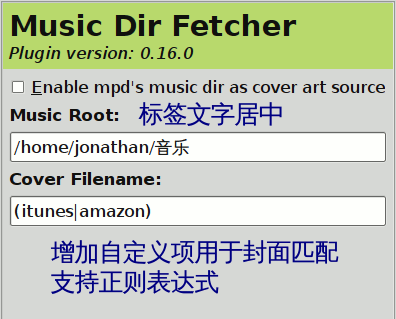 Music Dir Fetcher
Plugin version: 0.16.0
Enable mpd's music dir as cover art source
Music Root: 标签文字居中
/home/jonathan/音乐
Cover Filename:
(itunes|amazon)
增加自定义项用于封面匹配
支持正则表达式